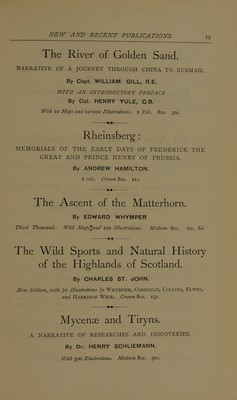 NEW AND RECENT PUBLICATIONS. 19
The River of Golden Sand.
NARRATIVE OF A JOURNEY THROUGH CHINA TO BURMAH.
By Capt. WILLIAM GILL, R.E.
WITH AN INTRODUCTORY PREFACE
By Col. HENRY YULE, C.B.
With 10 Maps and various Illustrations. 2 Vols. 8vo. 30s.
Rheinsberg:
MEMORIALS OF THE EARLY DAYS OF FREDERICK THE
GREAT AND PRINCE HENRY OF PRUSSIA.
By ANDREW HAMILTON.
2 vols. Crown 8vo. 21s.
The Ascent of the Matterhorn.
By EDWARD WHYMPER
Third Thousand. With Maps and 100 Illustrations. Medium 8vo. 10s. 6d.
The Wild Sports and Natural History
of the Highlands of Scotland.
By CHARLES ST. JOHN.
New Edition, with 70 Illustrations by WHYMPER, CORBOULD, COLLINS, ELWES,
and HARRISON WEIR. Crown 8vo. 15s.
Mycenæ and Tiryns.
A NARRATIVE OF RESEARCHES AND DISCOVERIES.
By Dr. HENRY SCHLIEMANN.
With 500 Illustrations. Medium 8vo. 50s.